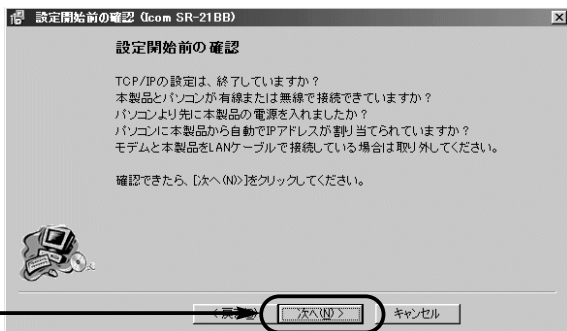 設定開始前の確認 (Icom SR-21BB)
設定開始前の確認
TCP/IPの設定は、終了していますか?
本製品とパソコンが有線または無線で接続できていますか?
パソコンより先に本製品の電源を入れましたか?
パソコンに本製品から自動でIPアドレスが割り当てられていますか?
モデムと本製品をLANケーブルで接続している場合は取り外してください。
確認できたら、[次へ(N)>]をクリックしてください。
次へ(N) >
キャンセル